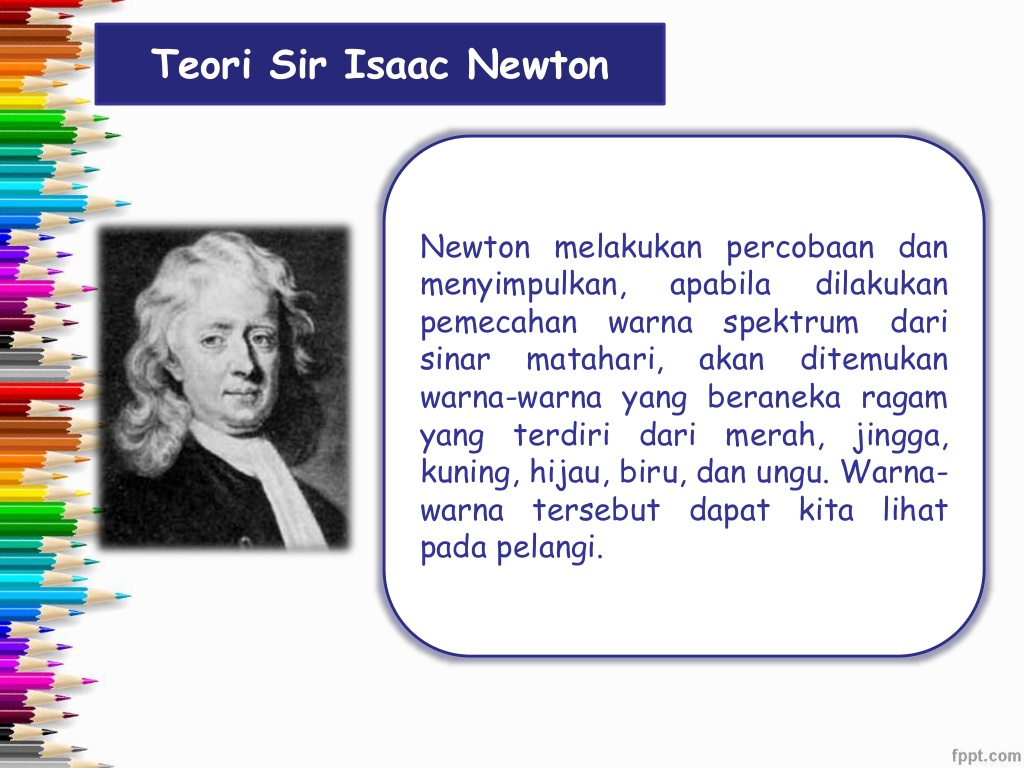 Teori Sir Isaac Newton
Newton melakukan percobaan dan
menyimpulkan, apabila dilakukan
pemecahan warna spektrum dari
sinar matahari, akan ditemukan
warna-warna yang beraneka ragam
yang terdiri dari merah, jingga,
kuning, hijau, biru, dan ungu. Warna-
warna tersebut dapat kita lihat
pada pelangi.
fppt.com